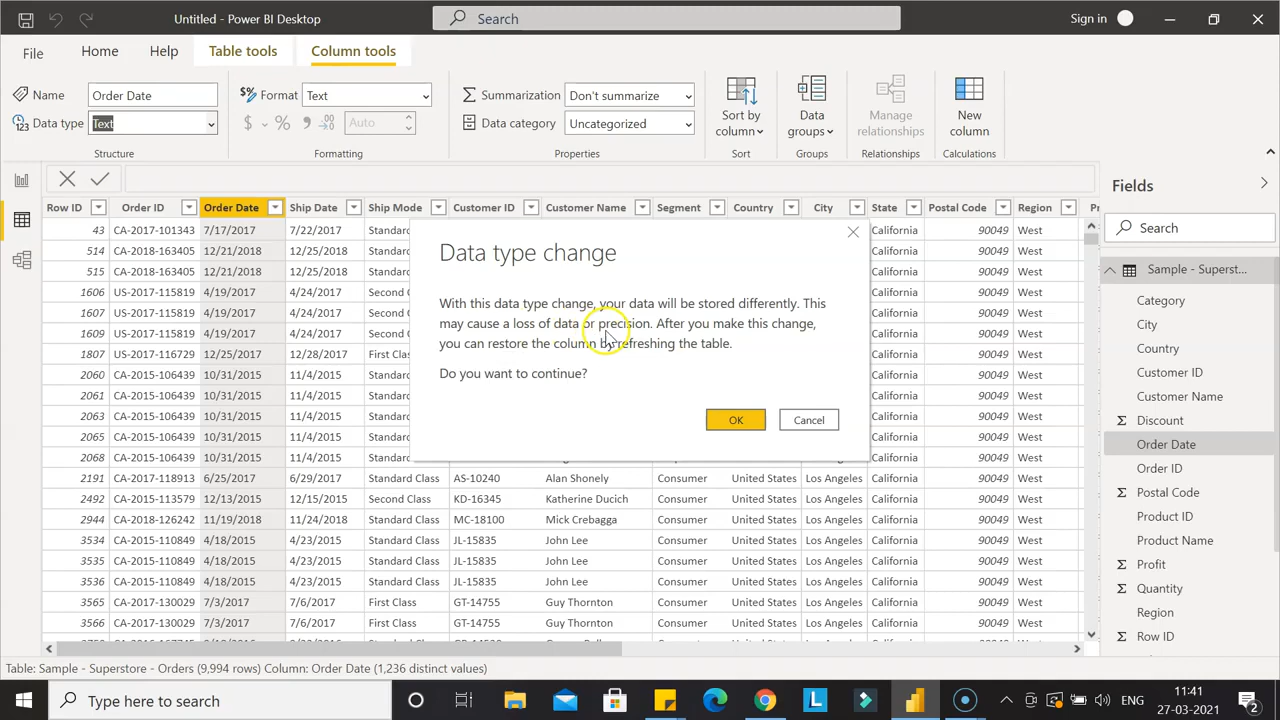 Untitled - Power BI Desktop
Search
Sign in
File
Home
Help
Table tools
Column tools
Name
Order Date
Format
Text
Summarization
Don't summarize
Data type
Text
$ % 
Auto
Data category
Uncategorized
Sort by column
Data groups
Manage relationships
New column
Structure
Formatting
Properties
Sort
Groups
Relationships
Calculations
Row ID Order ID Order Date Ship Date Ship Mode Customer ID Customer Name Segment Country City State Postal Code Region
43 CA-2017-101343 7/17/2017 7/22/2017 Standard California 90049 West
514 CA-2018-163405 12/21/2018 12/25/2018 Standard California 90049 West
515 CA-2018-163405 12/21/2018 12/25/2018 Standard California 90049 West
1606 US-2017-115819 4/19/2017 4/24/2017 Second C California 90049 West
1607 US-2017-115819 4/19/2017 4/24/2017 Second C California 90049 West
1609 US-2017-115819 4/19/2017 4/24/2017 Second C California 90049 West
1807 US-2017-116729 12/25/2017 12/28/2017 First Class California 90049 West
2060 CA-2015-106439 10/31/2015 11/4/2015 Standard California 90049 West
2061 CA-2015-106439 10/31/2015 11/4/2015 Standard California 90049 West
2063 CA-2015-106439 10/31/2015 11/4/2015 Standard California 90049 West
2065 CA-2015-106439 10/31/2015 11/4/2015 Standard California 90049 West
2068 CA-2015-106439 10/31/2015 11/4/2015 Standard California 90049 West
2191 CA-2017-118913 6/25/2017 6/29/2017 Standard Class AS-10240 Alan Shonely Consumer United States Los Angeles California 90049 West
2492 CA-2015-113579 12/13/2015 12/15/2015 Second Class KD-16345 Katherine Ducich Consumer United States Los Angeles California 90049 West
2944 CA-2018-126242 11/19/2018 11/24/2018 Standard Class MC-18100 Mick Crebagga Consumer United States Los Angeles California 90049 West
3534 CA-2015-110849 4/18/2015 4/23/2015 Standard Class JL-15835 John Lee Consumer United States Los Angeles California 90049 West
3535 CA-2015-110849 4/18/2015 4/23/2015 Standard Class JL-15835 John Lee Consumer United States Los Angeles California 90049 West
3536 CA-2015-110849 4/18/2015 4/23/2015 Standard Class JL-15835 John Lee Consumer United States Los Angeles California 90049 West
3565 CA-2017-130029 7/3/2017 7/6/2017 First Class GT-14755 Guy Thornton Consumer United States Los Angeles California 90049 West
3566 CA-2017-130029 7/3/2017 7/6/2017 First Class GT-14755 Guy Thornton Consumer United States Los Angeles California 90049 West
Data type change
With this data type change, your data will be stored differently. This
may cause a loss of data or precision. After you make this change,
you can restore the column by refreshing the table.
Do you want to continue?
OK
Cancel
Fields
Search
Sample - Superst...
Category
City
Country
Customer ID
Customer Name
Discount
Order Date
Order ID
Postal Code
Product ID
Product Name
Profit
Quantity
Region
Row ID
Table: Sample - Superstore - Orders (9,994 rows) Column: Order Date (1,236 distinct values)
Type here to search
L
ENG
11:41
27-03-2021
2